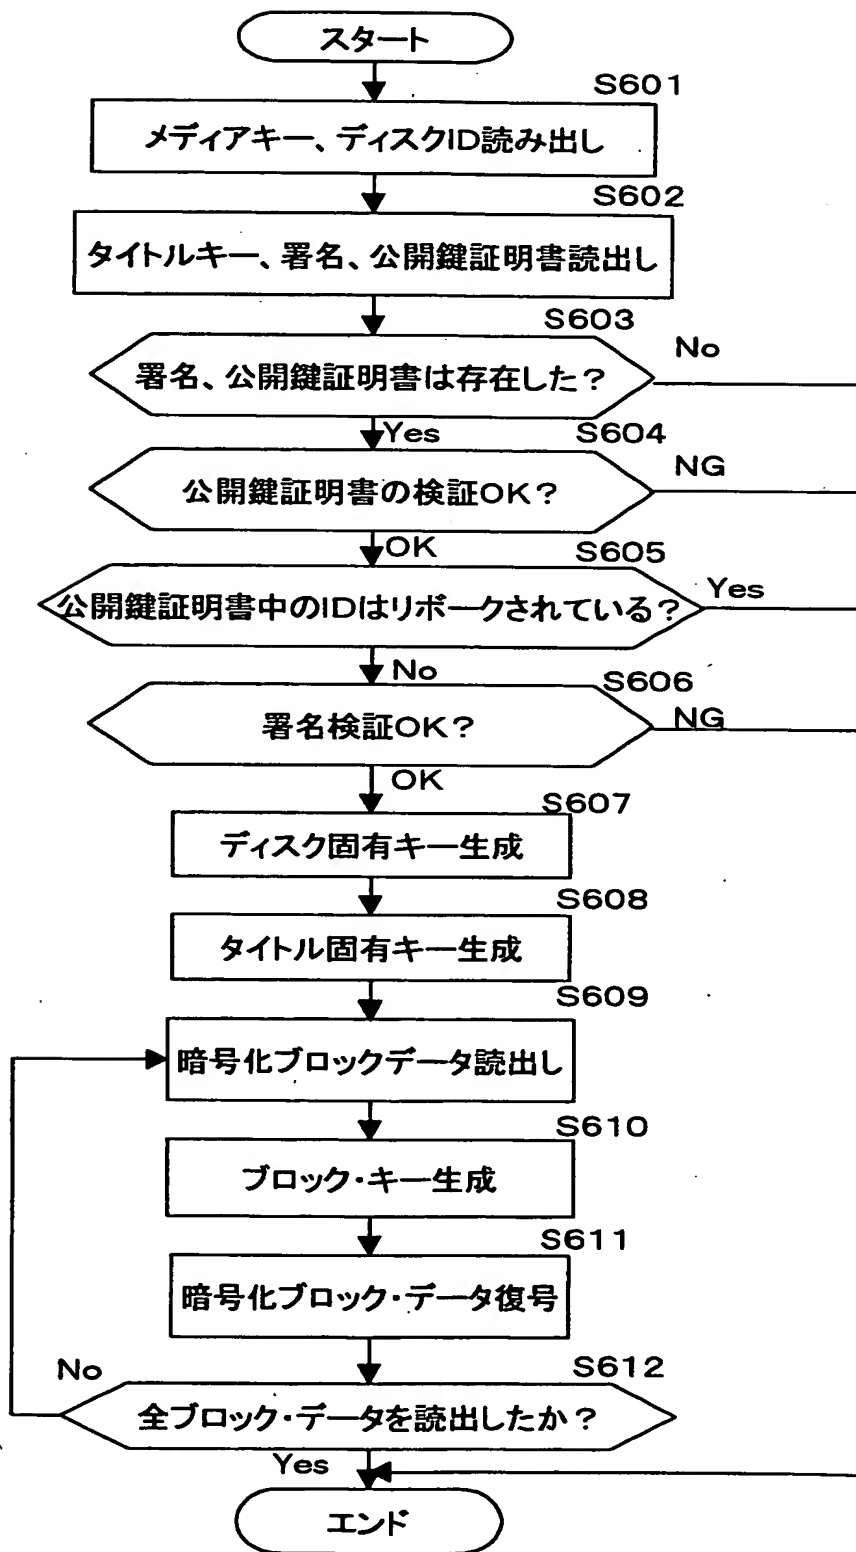 スタート
S601
メディアキー、ディスクID読み出し
S602
タイトルキー、署名、公開鍵証明書読出し
S603
署名、公開鍵証明書は存在した？
No
Yes
S604
公開鍵証明書の検証OK？
NG
OK
S605
公開鍵証明書中のIDはリボークされている？
Yes
No
S606
署名検証OK？
NG
OK
S607
ディスク固有キー生成
S608
タイトル固有キー生成
S609
暗号化ブロックデータ読出し
S610
ブロック・キー生成
S611
暗号化ブロック・データ復号
No
S612
全ブロック・データを読出したか？
Yes
エンド